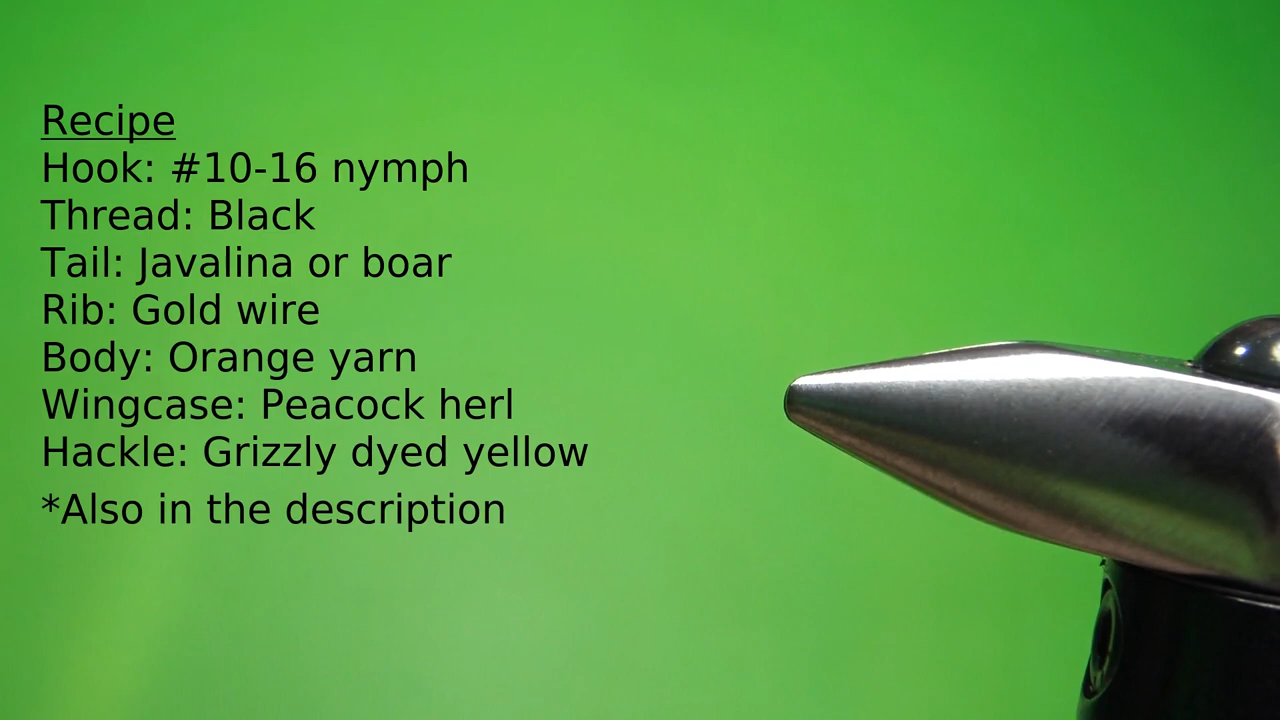 Recipe
Hook: #10-16 nymph
Thread: Black
Tail: Javalina or boar
Rib: Gold wire
Body: Orange yarn
Wingcase: Peacock herl
Hackle: Grizzly dyed yellow
*Also in the description